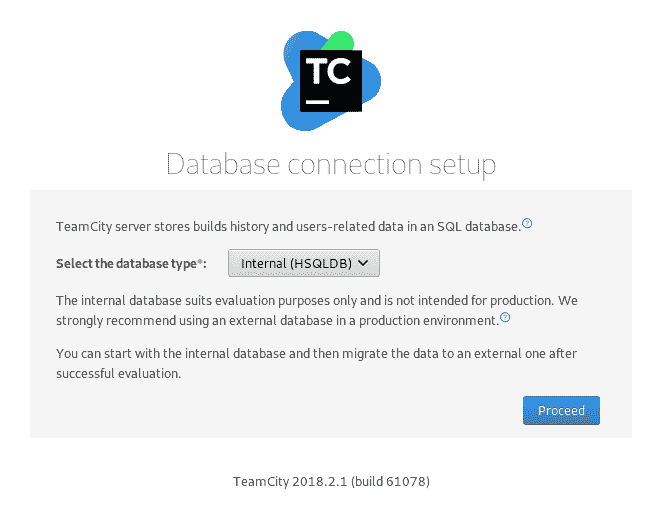 TC
Database connection setup
TeamCity server stores builds history and users-related data in an SQL database.?
Select the database type*: Internal (HSQLDB)
The internal database suits evaluation purposes only and is not intended for production. We
strongly recommend using an external database in a production environment.?
You can start with the internal database and then migrate the data to an external one after
successful evaluation.
Proceed
TeamCity 2018.2.1 (build 61078)